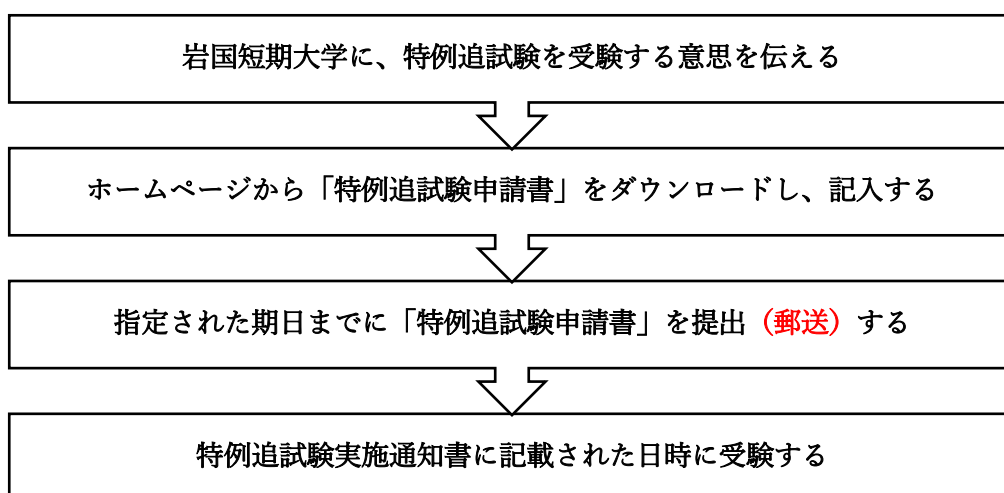 岩国短期大学に、特例追試験を受験する意思を伝える
ホームページから「特例追試験申請書」をダウンロードし、記入する
指定された期日までに「特例追試験申請書」を提出（郵送）する
特例追試験実施通知書に記載された日時に受験する